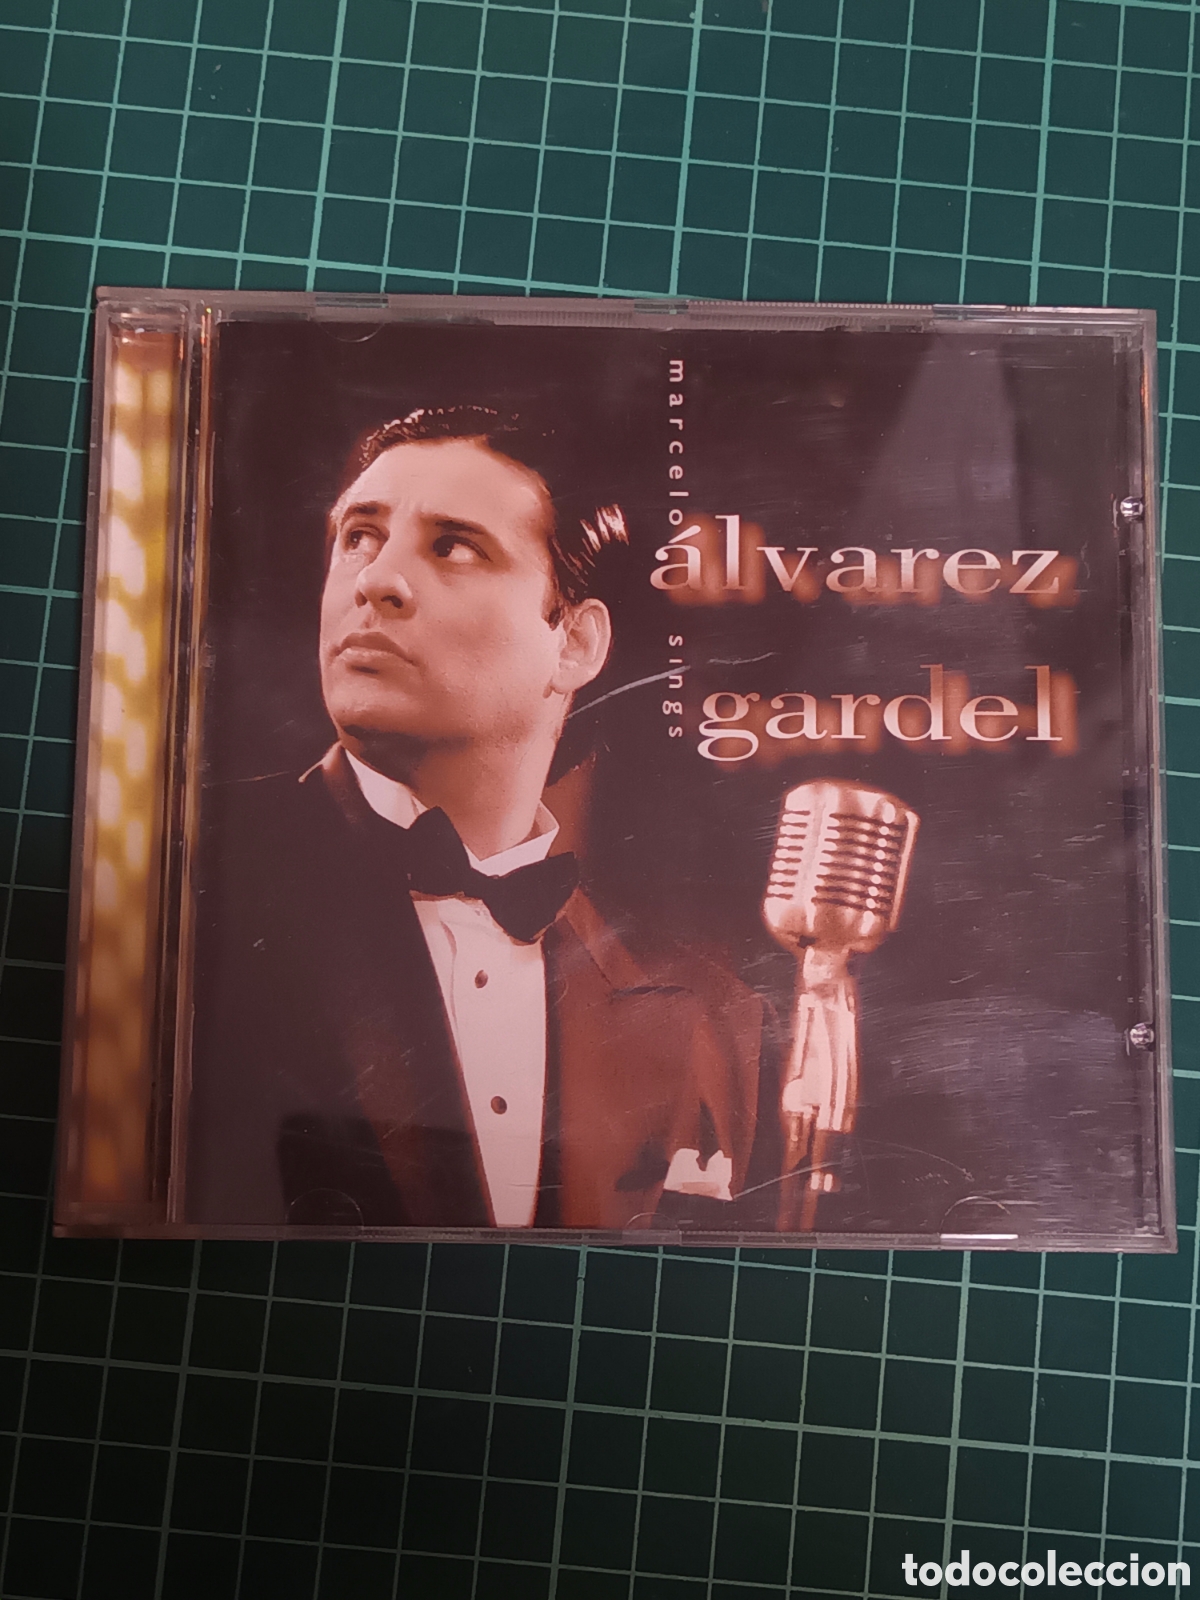 marcelo
álvarez
sings
gardel
todocoleccion